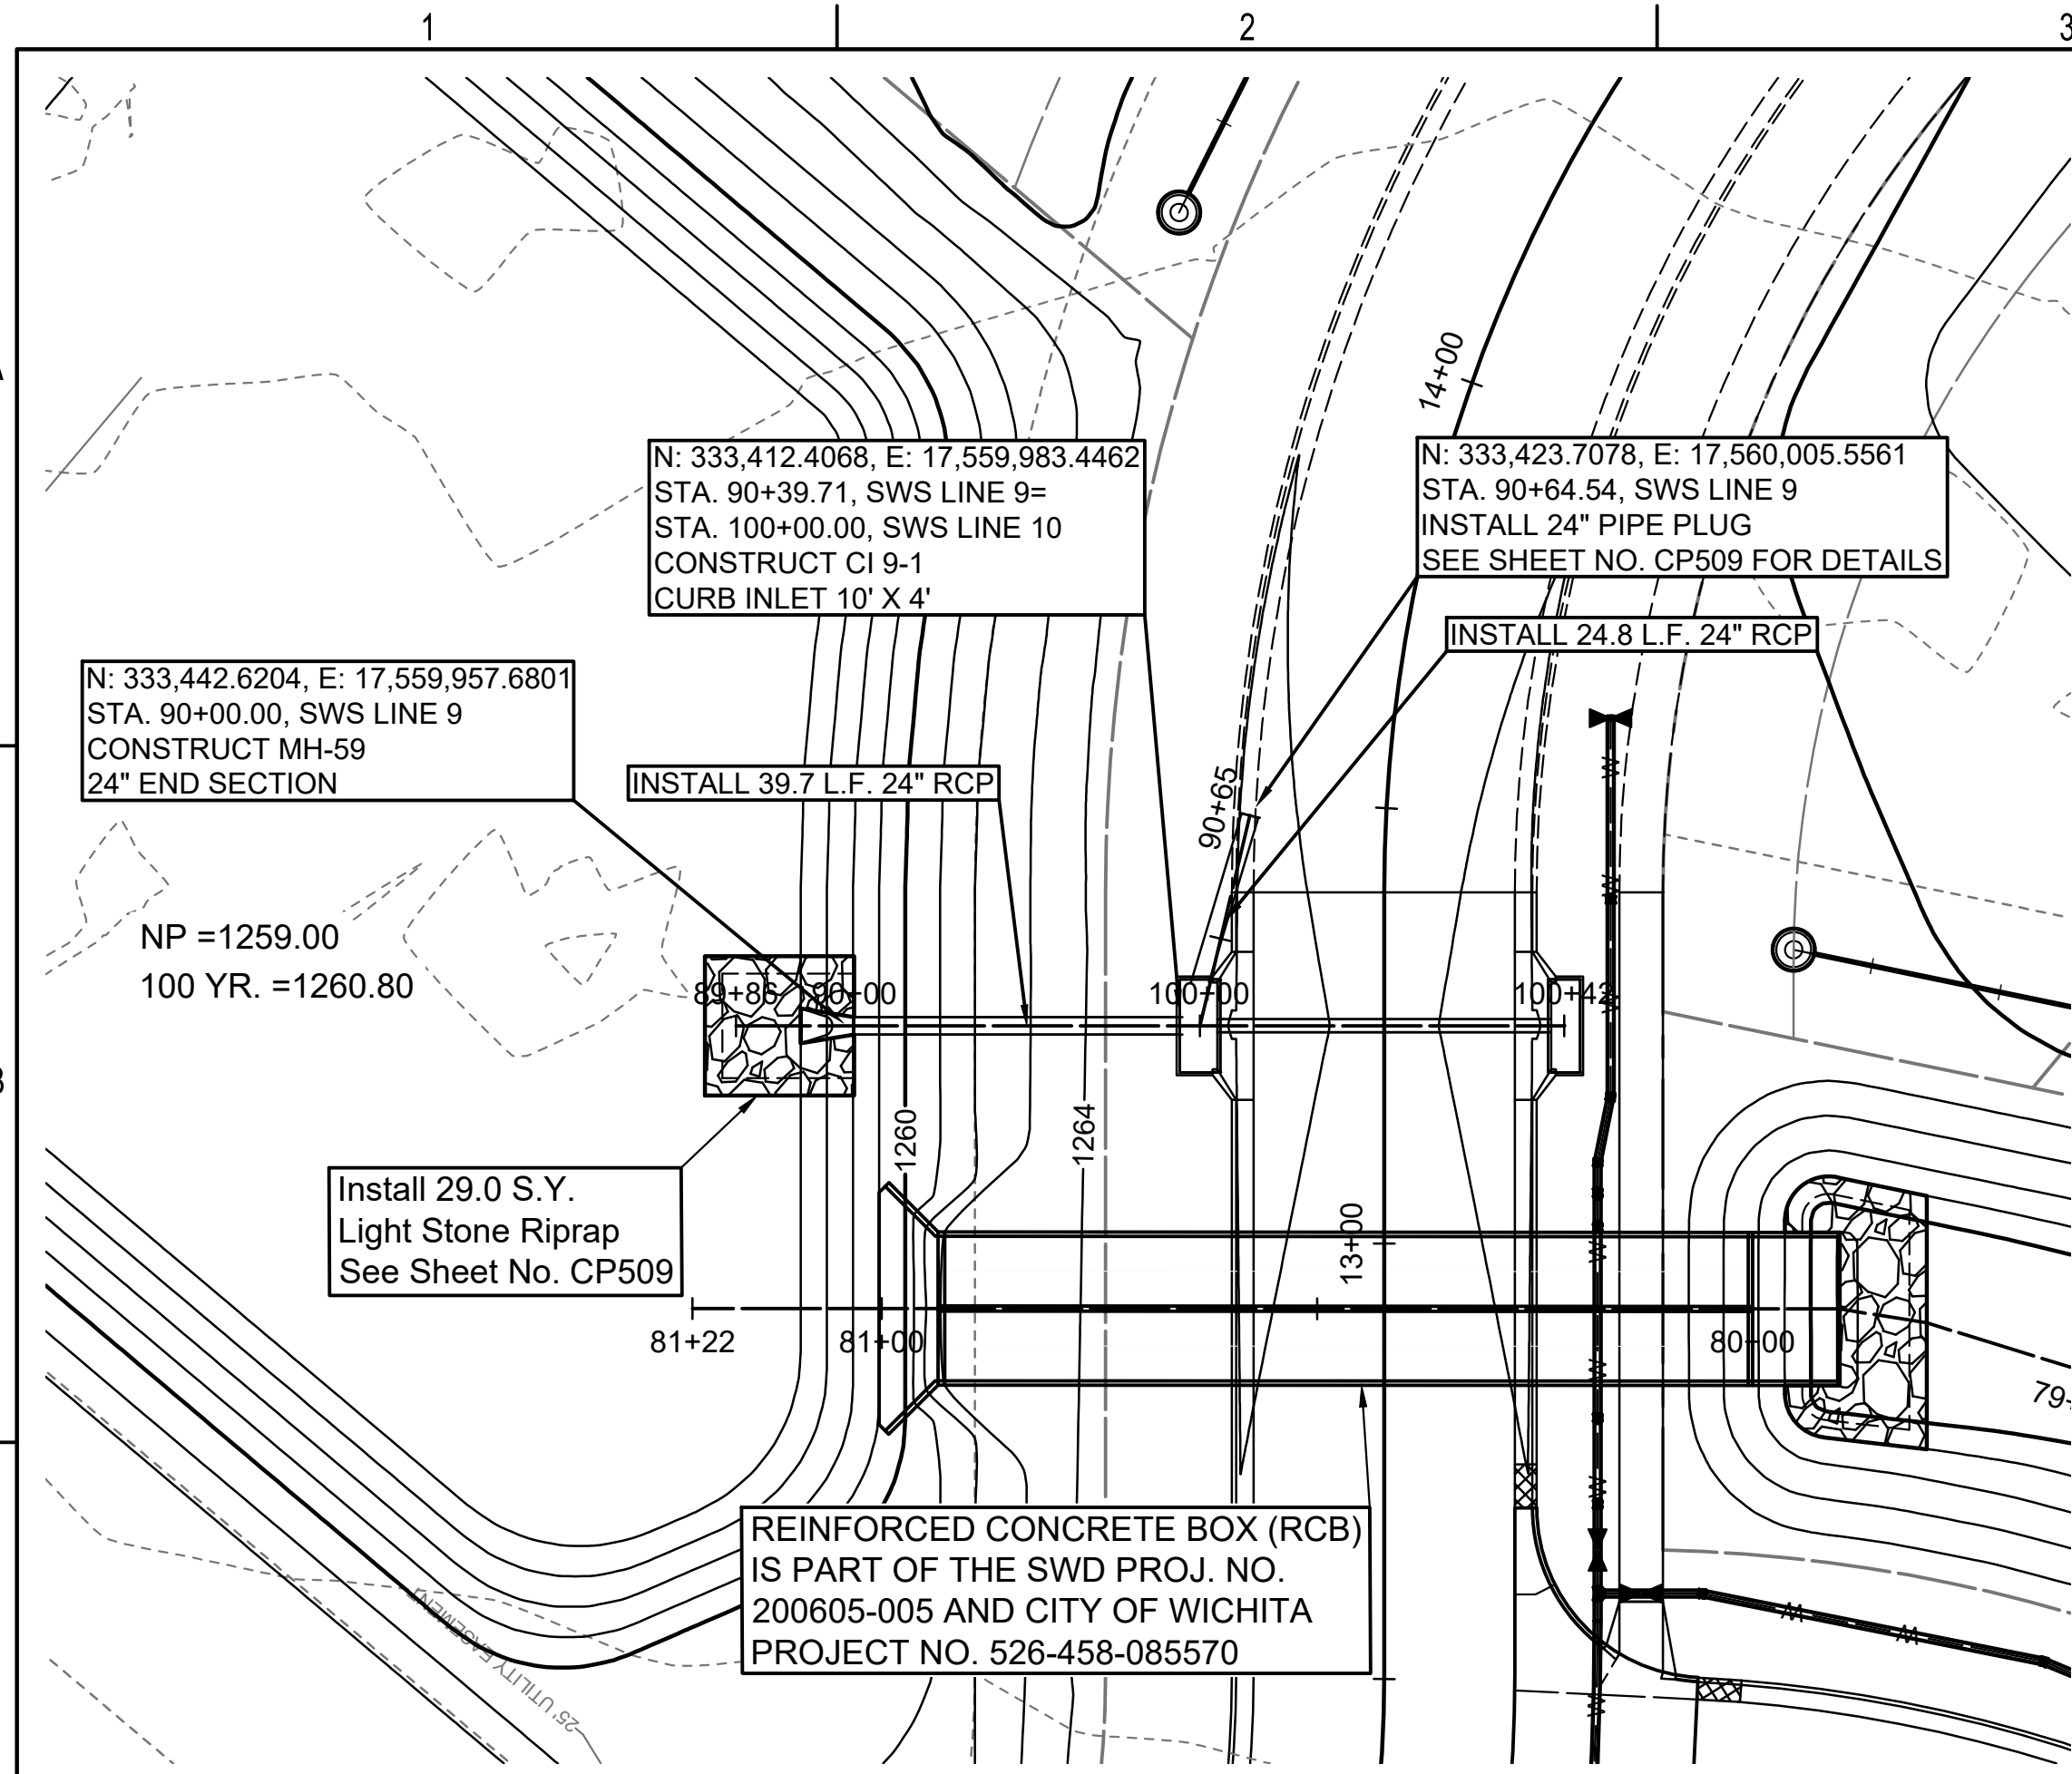 1
2
3
14+00
N: 333,412.4068, E: 17,559,983.4462
STA. 90+39.71, SWS LINE 9=
STA. 100+00.00, SWS LINE 10
CONSTRUCT CI 9-1
CURB INLET 10' X 4'
N: 333,423.7078, E: 17,560,005.5561
STA. 90+64.54, SWS LINE 9
INSTALL 24" PIPE PLUG
SEE SHEET NO. CP509 FOR DETAILS
INSTALL 24.8 L.F. 24" RCP
N: 333,442.6204, E: 17,559,957.6801
STA. 90+00.00, SWS LINE 9
CONSTRUCT MH-59
24" END SECTION
INSTALL 39.7 L.F. 24" RCP
90+65
W
W
NP =1259.00
100 YR. =1260.80
89+86
90+00
100+00
100+42
W
1260
1264
Install 29.0 S.Y.
Light Stone Riprap
See Sheet No. CP509
13+00
W
81+22
81+00
80+00
W
79+
W
REINFORCED CONCRETE BOX (RCB)
IS PART OF THE SWD PROJ. NO.
200605-005 AND CITY OF WICHITA
PROJECT NO. 526-458-085570
25' UTILITY EASEMENT
W
W
W